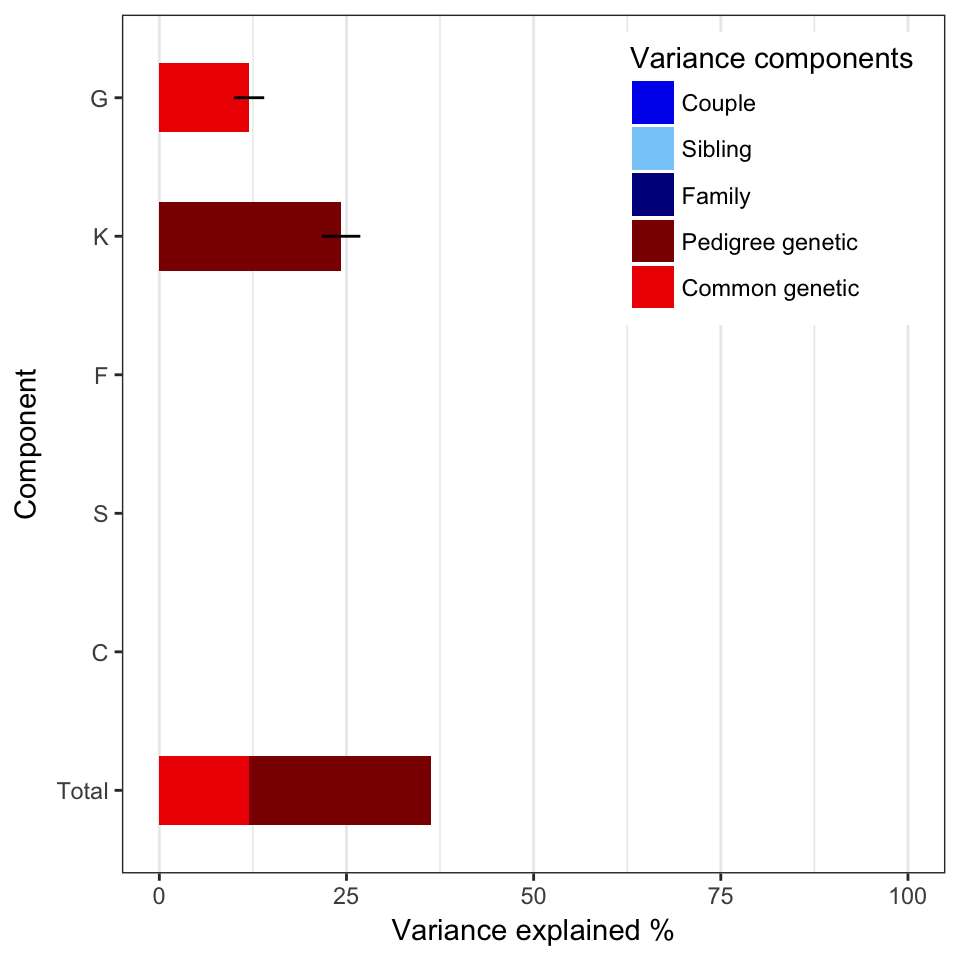 Variance components
Couple
Sibling
Family
Pedigree genetic
Common genetic
G
K
F
S
C
Total
Component
0 25 50 75 100
Variance explained %